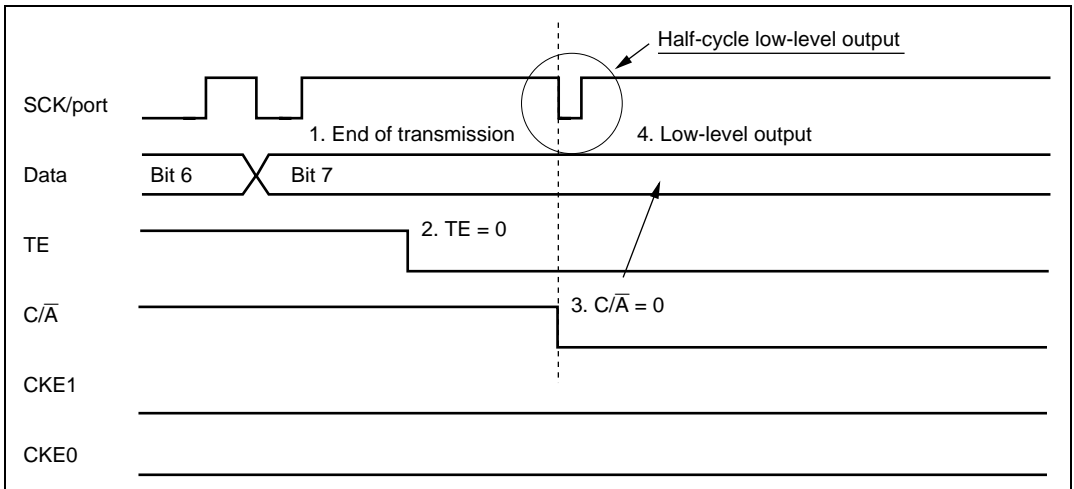 Half-cycle low-level output
SCK/port
1. End of transmission
4. Low-level output
Data
Bit 6
Bit 7
TE
2. TE = 0
C/A̅
3. C/A̅ = 0
CKE1
CKE0